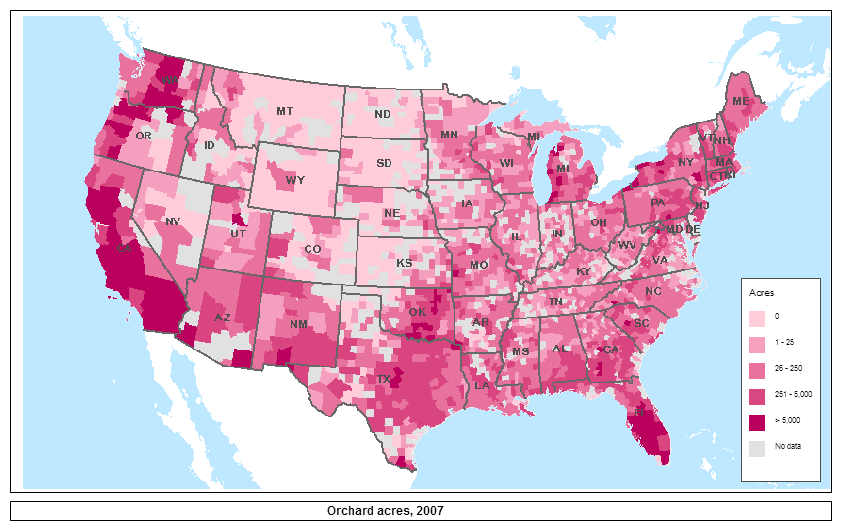 WA
MT
ND
MN
MI
ME
VT
NH
OR
ID
SD
WI
MI
NY
MA
CT
RI
WY
IA
PA
NJ
NV
UT
CO
NE
IL
IN
OH
MD
DE
WV
VA
CA
KS
MO
KY
AZ
NM
OK
AR
TN
NC
SC
TX
LA
MS
AL
GA
FL
Acres
0
1 - 25
26 - 250
251 - 5,000
> 5,000
No data
Orchard acres, 2007